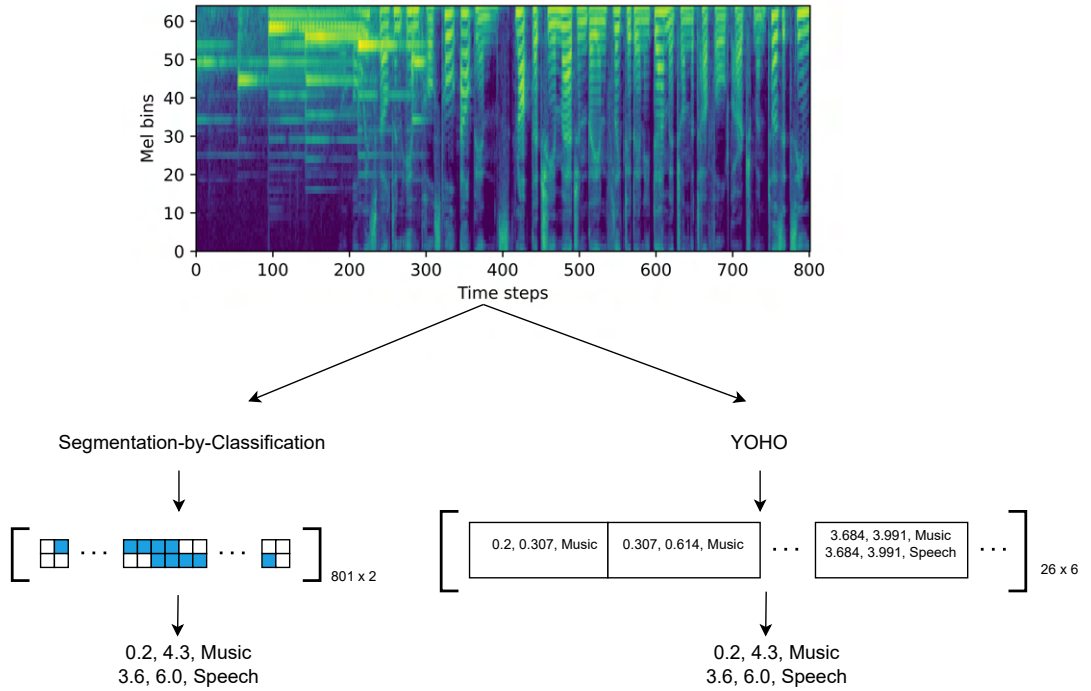 60
50
40
30
20
10
0
Mel bins
0 100 200 300 400 500 600 700 800
Time steps
Segmentation-by-Classification
YOHO
... ...
801 x 2
0.2, 0.307, Music
0.307, 0.614, Music
...
3.684, 3.991, Music
3.684, 3.991, Speech
...
26 x 6
0.2, 4.3, Music
3.6, 6.0, Speech
0.2, 4.3, Music
3.6, 6.0, Speech